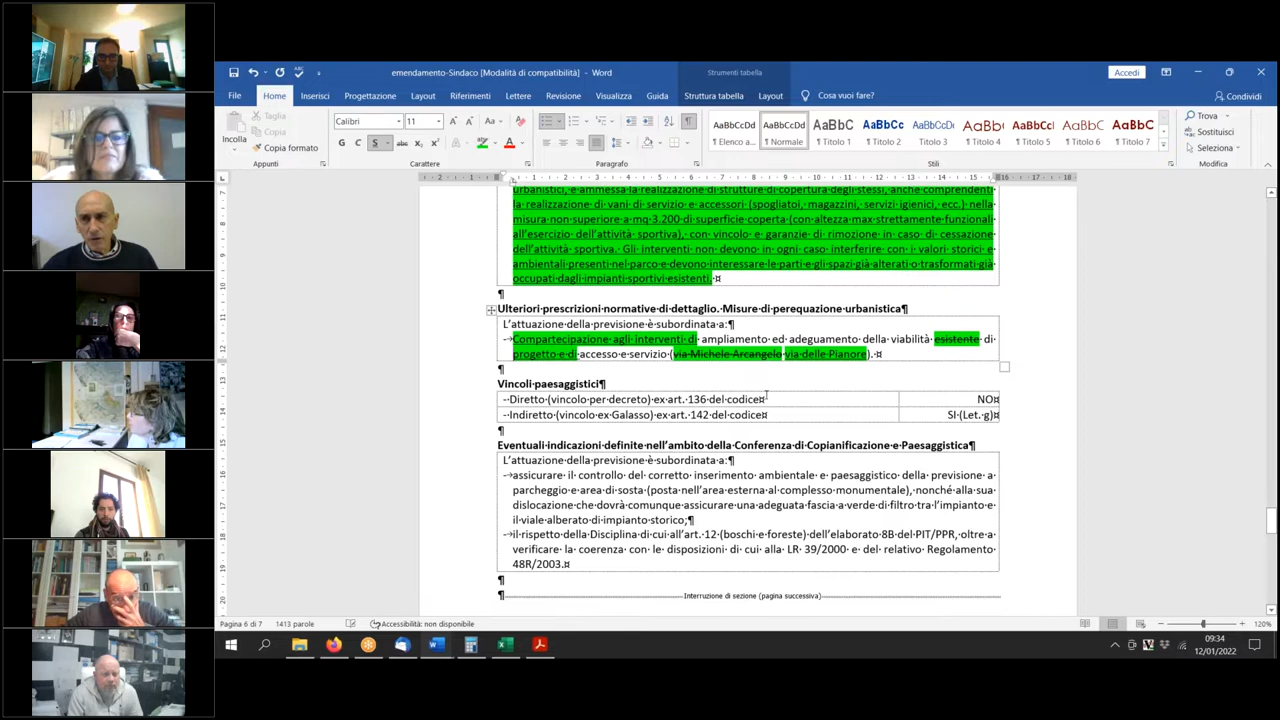 emendamento-Sindaco [Modalità di compatibilità] - Word
Strumenti tabella
Accedi
File Home Inserisci Progettazione Layout Riferimenti Lettere Revisione Visualizza Guida Struttura tabella Layout Cosa vuoi fare? Condividi
Incolla
Taglia
Copia
Copia formato
Calibri 11
G C S abc x₂ x²
AaBbCcDd AaBbCcDd AaBbCcD AaBbCc AaBbCcDc AaBbC AaBbCc AaBbCc AaBbC
¶ Elenco a... ¶ Normale ¶ Titolo 1 ¶ Titolo 2 ¶ Titolo 3 ¶ Titolo 4 ¶ Titolo 5 ¶ Titolo 6 ¶ Titolo 7
Trova
Sostituisci
Seleziona
Appunti Carattere Paragrafo Stili Modifica
urbanistici, è ammessa la realizzazione di strutture di copertura degli stessi, anche comprendenti
la realizzazione di vani di servizio e accessori (spogliatoi, magazzini, servizi igienici, ecc.) nella
misura non superiore a mq 3.200 di superficie coperta (con altezza max strettamente funzionali
all'esercizio dell'attività sportiva), con vincolo e garanzie di rimozione in caso di cessazione
dell'attività sportiva. Gli interventi non devono in ogni caso interferire con i valori storici e
ambientali presenti nel parco e devono interessare le parti e gli spazi già alterati o trasformati già
occupati dagli impianti sportivi esistenti. ¤
¶
Ulteriori prescrizioni normative di dettaglio. Misure di perequazione urbanistica¶
L'attuazione della previsione è subordinata a:¶
- Compartecipazione agli interventi di ampliamento ed adeguamento della viabilità esistente di
progetto e di accesso e servizio (via Michele Arcangelo via delle Pianore). ¤
¶
Vincoli paesaggistici¶
- Diretto (vincolo per decreto) ex art. 136 del codice¤ NO¤
- Indiretto (vincolo ex Galasso) ex art. 142 del codice¤ SI (Let. g)¤
¶
Eventuali indicazioni definite nell'ambito della Conferenza di Copianificazione e Paesaggistica¶
L'attuazione della previsione è subordinata a:¶
- assicurare il controllo del corretto inserimento ambientale e paesaggistico della previsione a
parcheggio e area di sosta (posta nell'area esterna al complesso monumentale), nonché alla sua
dislocazione che dovrà comunque assicurare una adeguata fascia a verde di filtro tra l'impianto e
il viale alberato di impianto storico;¶
- il rispetto della Disciplina di cui all'art. 12 (boschi e foreste) dell'elaborato 8B del PIT/PPR, oltre a
verificare la coerenza con le disposizioni di cui alla LR 39/2000 e del relativo Regolamento
48R/2003.¤
¶
¶ Interruzione di sezione (pagina successiva)
Pagina 6 di 7 1413 parole Accessibilità: non disponibile 120%
09:34
12/01/2022